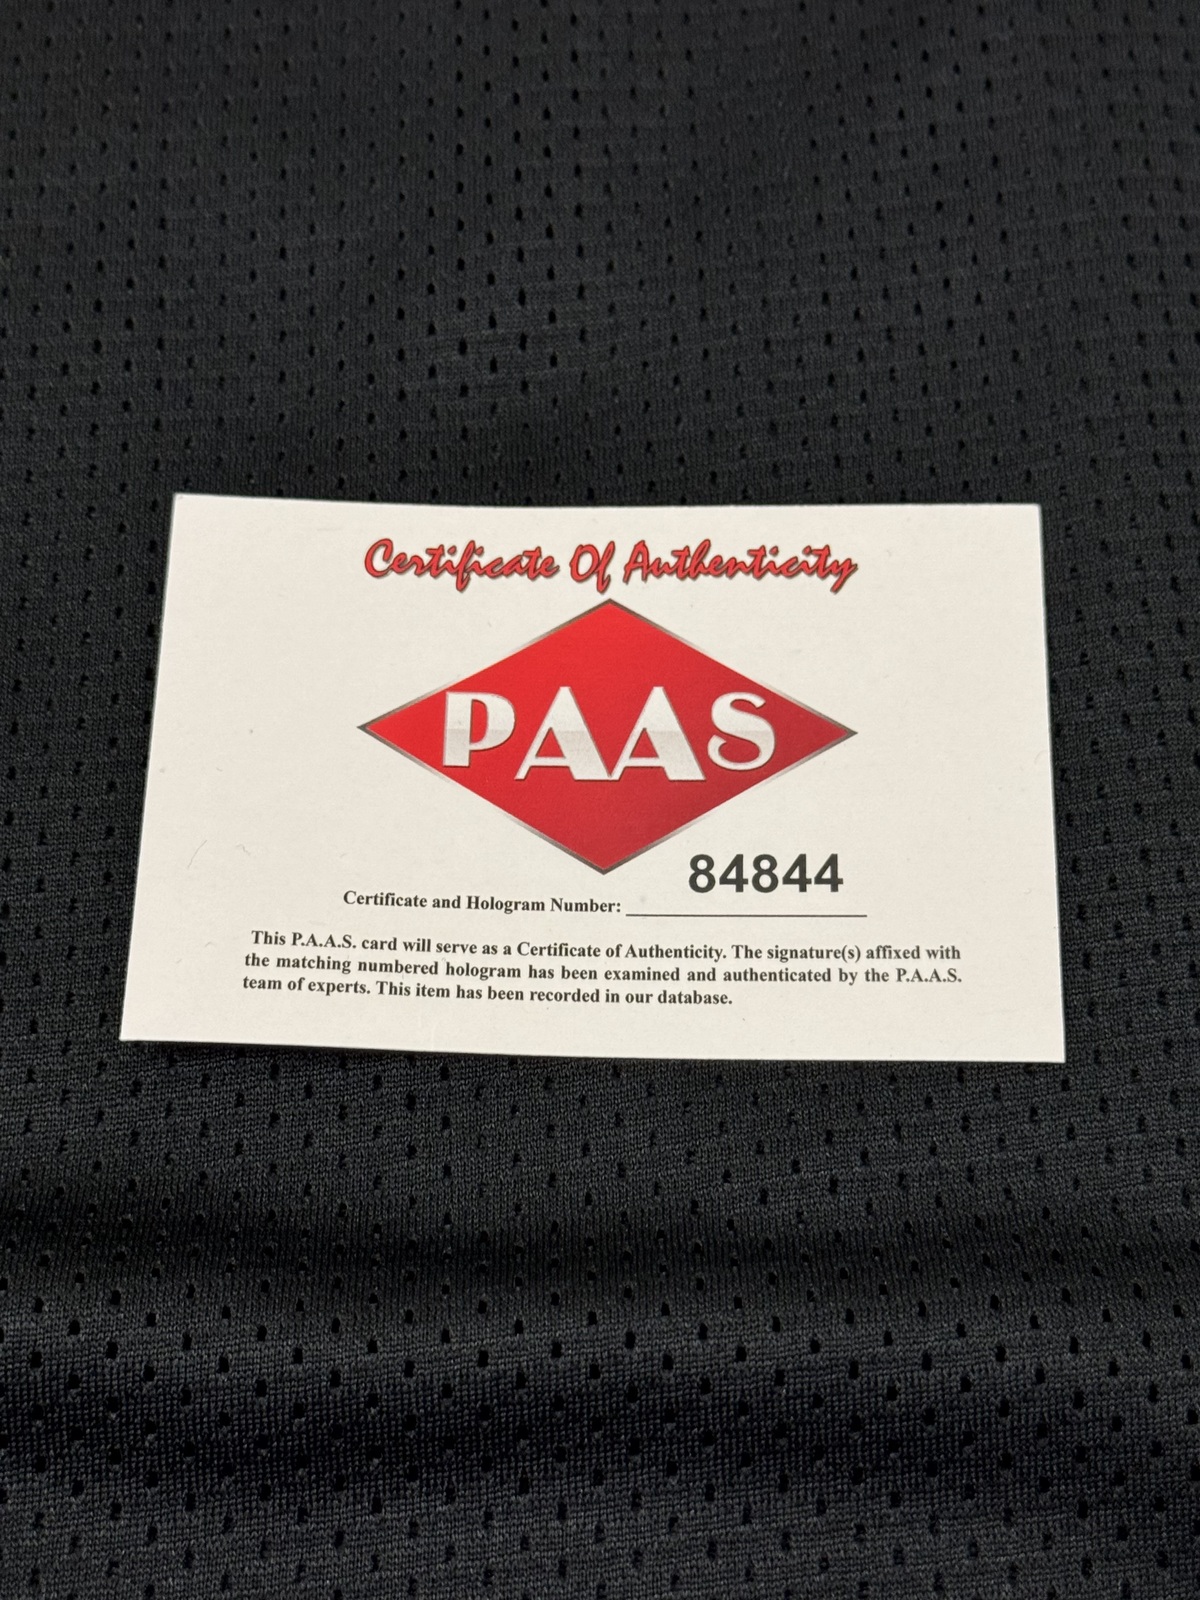 Certificate Of Authenticity
PAAS
84844
Certificate and Hologram Number:
This P.A.A.S. card will serve as a Certificate of Authenticity. The signature(s) affixed with
the matching numbered hologram has been examined and authenticated by the P.A.A.S.
team of experts. This item has been recorded in our database.